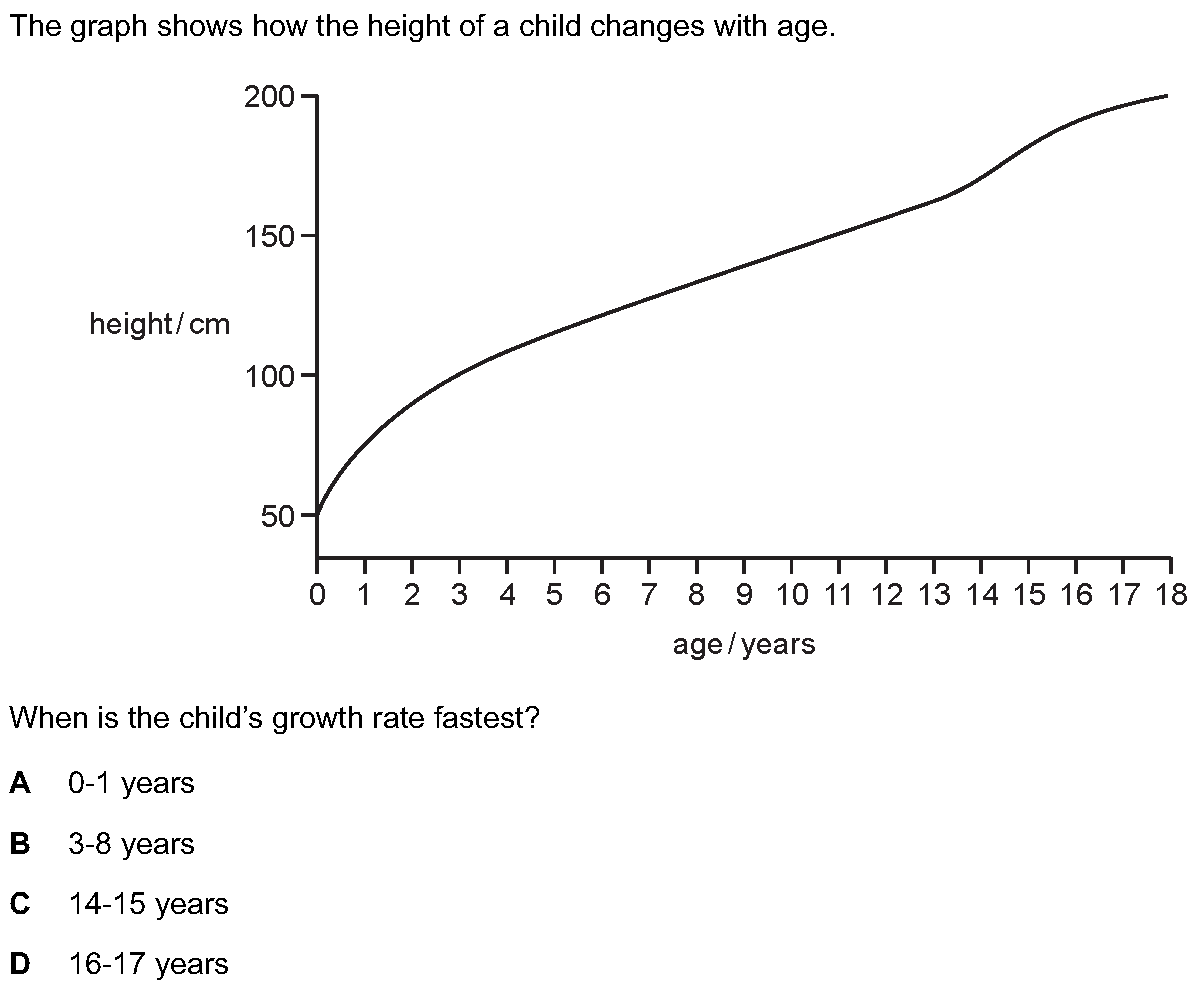 The graph shows how the height of a child changes with age.
200
150
height/cm
100
50
0 1 2 3 4 5 6 7 8 9 10 11 12 13 14 15 16 17 18
age/years
When is the child’s growth rate fastest?
A 0-1 years
B 3-8 years
C 14-15 years
D 16-17 years